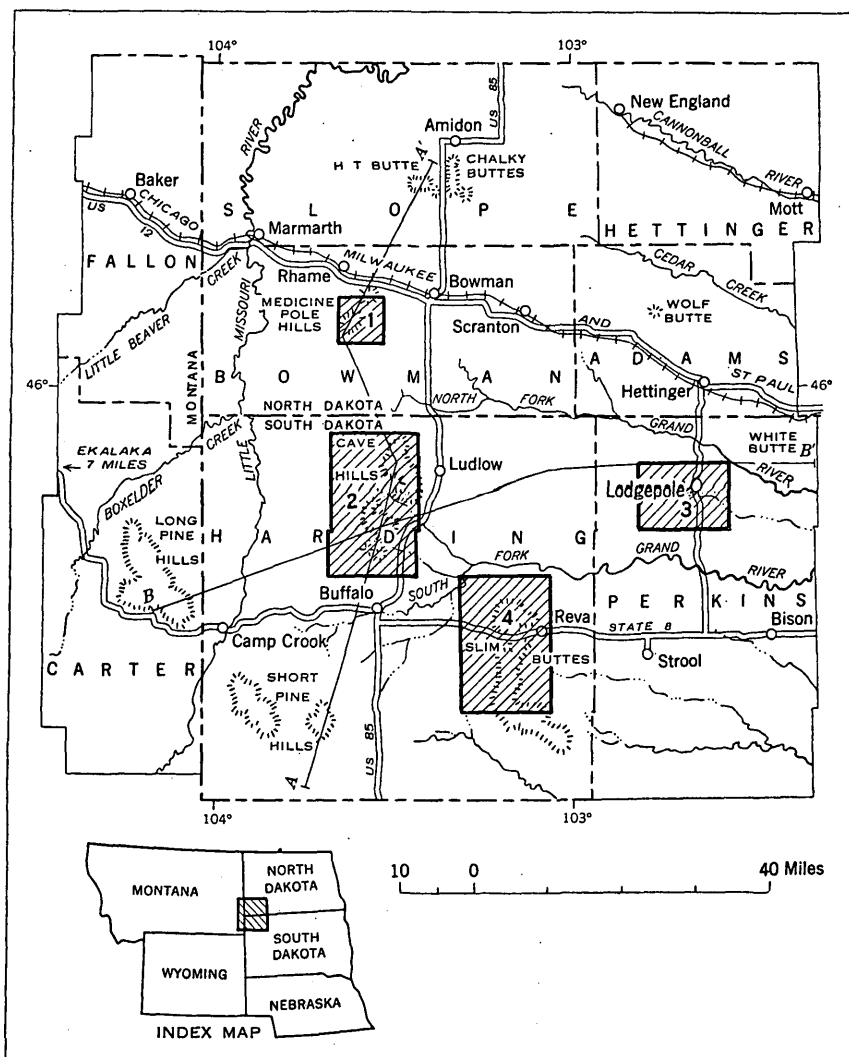 104°
103°
US 85
New England
CANNONBALL
RIVER
Mott
RIVER
Amidon
A'
H T BUTTE
CHALKY
BUTTES
Baker
CHICAGO
US
12
SLOPE
HETTINGER
Marmarth
FALLON
CREEK
Rhame
MILWAUKEE
Bowman
CEDAR
CREEK
MEDICINE
POLE
HILLS
1
Scranton
AND
WOLF
BUTTE
LITTLE BEAVER
MISSOURI
MONTANA
BOWMAN
ADAMS
Hettinger
ST PAUL
46°
46°
NORTH DAKOTA
SOUTH DAKOTA
NORTH
FORK
GRAND
RIVER
WHITE
BUTTE
B'
EKALAKA
7 MILES
BOXELDER
CREEK
LITTLE
CAVE
HILLS
2
Ludlow
Lodgepole
3
LONG
PINE
HILLS
HARDING
FORK
GRAND
RIVER
B
Buffalo
SOUTH
4
Reva
PERKINS
STATE 8
Bison
Camp Crook
SLIM
BUTTES
Strool
CARTER
SHORT
PINE
HILLS
US 85
A
104°
103°
MONTANA
NORTH
DAKOTA
SOUTH
DAKOTA
WYOMING
NEBRASKA
INDEX MAP
10 0 40 Miles